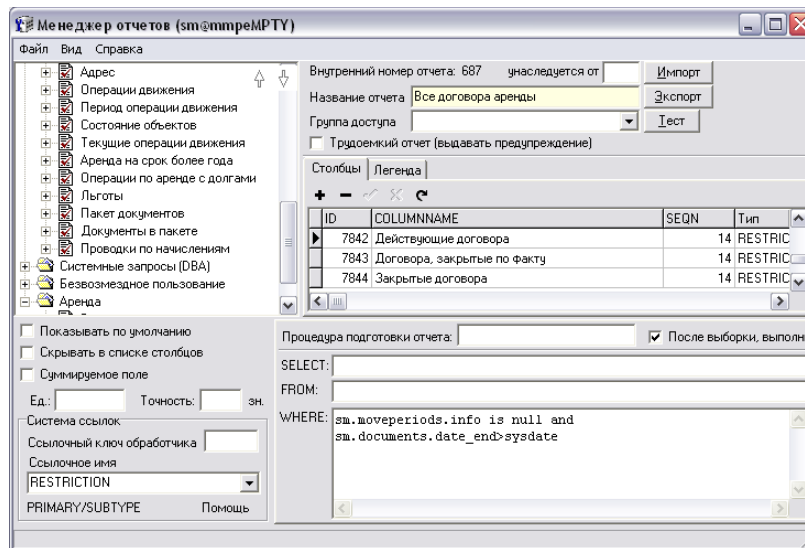 Менеджер отчетов (sm@mmpeMPTY)
Файл Вид Справка
Адрес
Операции движения
Период операции движения
Состояние объектов
Текущие операции движения
Аренда на срок более года
Операции по аренде с долгами
Льготы
Пакет документов
Документы в пакете
Проводки по начислениям
Системные запросы (DBA)
Безвозмездное пользование
Аренда
Внутренний номер отчета: 687 унаследуется от Импорт
Название отчета Все договора аренды Экспорт
Группа доступа Тест
Трудоемкий отчет (выдавать предупреждение)
Столбцы Легенда
ID COLUMNNAME SEQN Тип
7842 Действующие договора 14 RESTRIC
7843 Договора, закрытые по факту 14 RESTRIC
7844 Закрытые договора 14 RESTRIC
Показывать по умолчанию
Скрывать в списке столбцов
Суммируемое поле
Ед.: Точность: зн.
Система ссылок
Ссылочный ключ обработчика
Ссылочное имя
RESTRICTION
PRIMARY/SUBTYPE Помощь
Процедура подготовки отчета: После выборки, выполн
SELECT:
FROM:
WHERE: sm.moveperiods.info is null and
sm.documents.date_end>sysdate